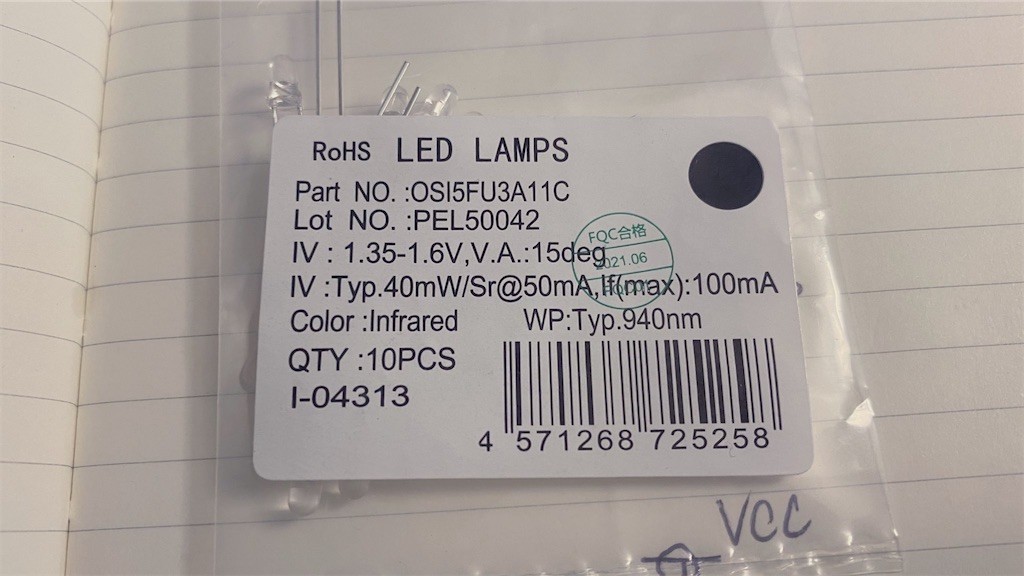 RoHS LED LAMPS
Part NO. :OSI5FU3A11C
Lot NO. :PEL50042
IV : 1.35-1.6V,V.A.:15deg
FQC合格
2021.06
IV :Typ.40mW/Sr@50mA,If(max):100mA
Color :Infrared WP:Typ.940nm
QTY :10PCS
I-04313
4 571268 725258
VCC